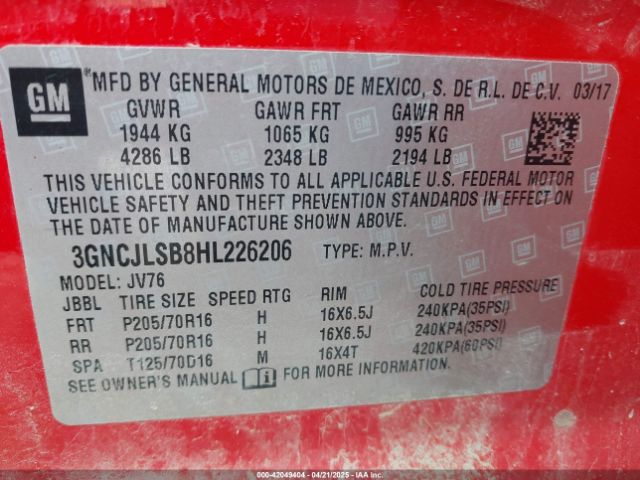 GM
*MFD BY GENERAL MOTORS DE MEXICO, S. DE R.L. DE C.V. 03/17
GVWR GAWR FRT GAWR RR
1944 KG 1065 KG 995 KG
4286 LB 2348 LB 2194 LB
THIS VEHICLE CONFORMS TO ALL APPLICABLE U.S. FEDERAL MOTOR
VEHICLE SAFETY AND THEFT PREVENTION STANDARDS IN EFFECT ON
THE DATE OF MANUFACTURE SHOWN ABOVE.
3GNCJLSB8HL226206 TYPE: M.P.V.
MODEL: JV76
JBBL TIRE SIZE SPEED RTG RIM COLD TIRE PRESSURE
FRT P205/70R16 H 16X6.5J 240KPA(35PSI)
RR P205/70R16 H 16X6.5J 240KPA(35PSI)
SPA T125/70D16 M 16X4T 420KPA(60PSI)
SEE OWNER'S MANUAL FOR MORE INFORMATION.
000-42049404 - 04/21/2025 - IAAI.COM